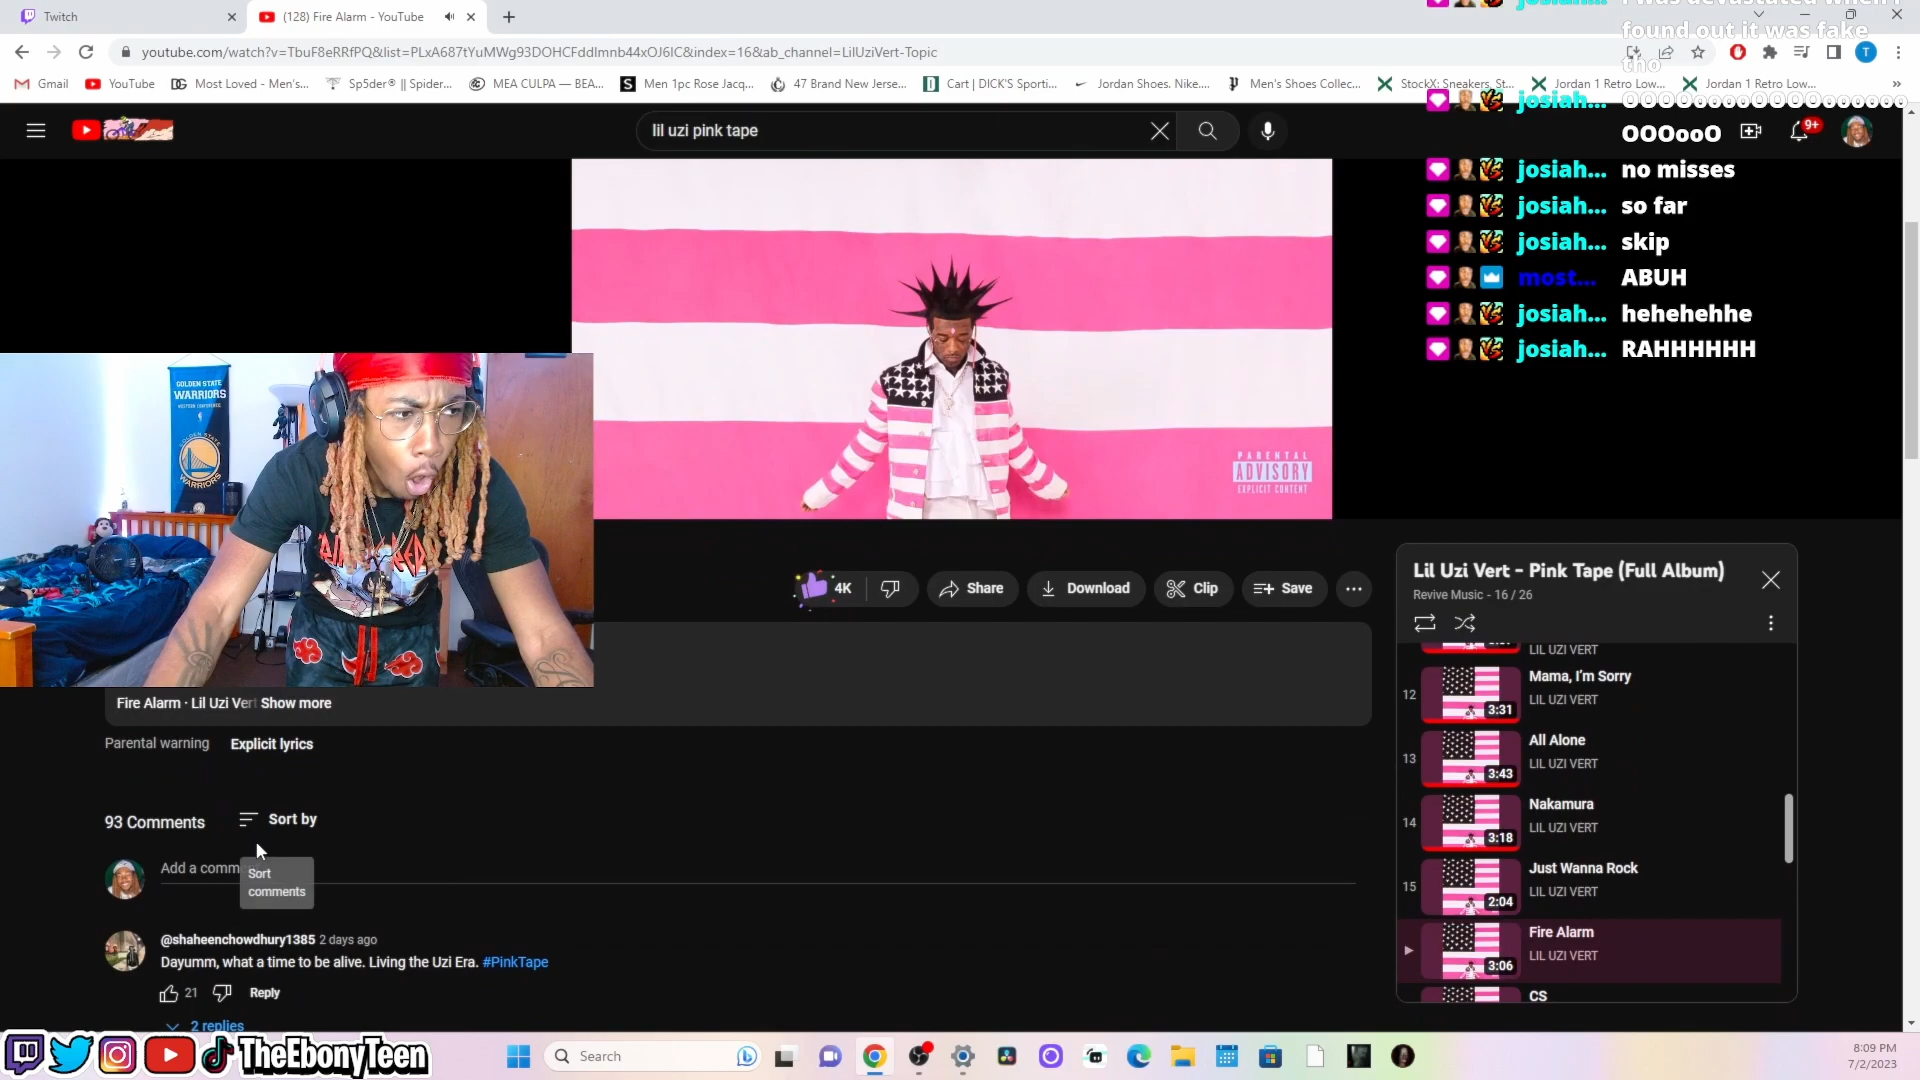 Twitch
(128) Fire Alarm - YouTube
youtube.com/watch?v=TbuF8eRRfPQ&list=PLxA687tYuMWg93DOHCFddlmnb44xOJ6IC&index=16&ab_channel=LilUziVert-Topic
Gmail
YouTube
Most Loved - Men's...
Sp5der® || Spider...
MEA CULPA — BEA...
Men 1pc Rose Jacq...
47 Brand New Jerse...
Cart | DICK'S Sporti...
Jordan Shoes. Nike....
Men's Shoes Collec...
StockX: Sneakers, St...
Jordan 1 Retro Low...
Jordan 1 Retro Low...
lil uzi pink tape
9+
I was devastated when I
found out it was fake
tho
josiah...
OOOooO
josiah... no misses
josiah... so far
josiah... skip
most... ABUH
josiah... hehehehhe
josiah... RAHHHHHH
PARENTAL
ADVISORY
EXPLICIT CONTENT
GOLDEN STATE
WARRIORS
4K
Share
Download
Clip
Save
Fire Alarm · Lil Uzi Vert Show more
Parental warning Explicit lyrics
93 Comments
Sort by
Add a comm
Sort
comments
@shaheenchowdhury1385 2 days ago
Dayumm, what a time to be alive. Living the Uzi Era. #PinkTape
21
Reply
2 replies
Lil Uzi Vert - Pink Tape (Full Album)
Revive Music - 16 / 26
LIL UZI VERT
12
3:31
Mama, I'm Sorry
LIL UZI VERT
13
3:43
All Alone
LIL UZI VERT
14
3:18
Nakamura
LIL UZI VERT
15
2:04
Just Wanna Rock
LIL UZI VERT
3:06
Fire Alarm
LIL UZI VERT
CS
TheEbonyTeen
Search
8:09 PM
7/2/2023